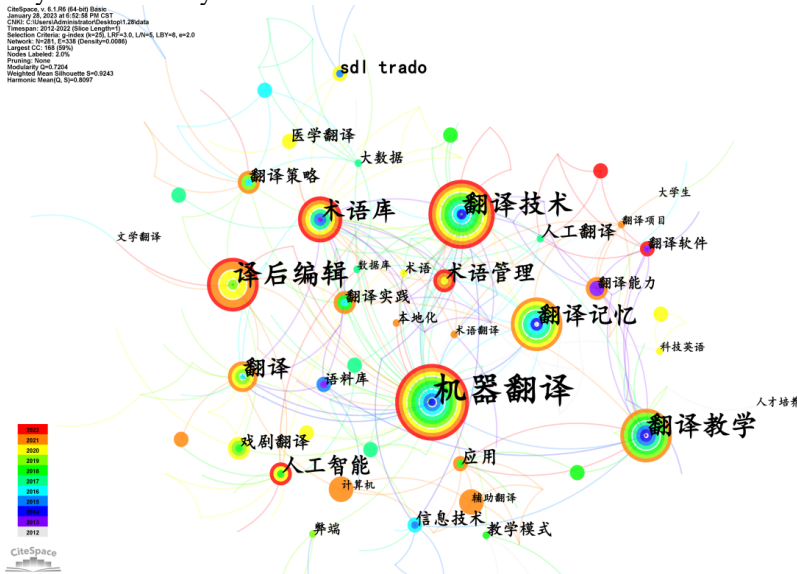 CiteSpace, v. 6.1.R6 (64-bit) Basic
January 28, 2023 at 6:52:58 PM CST
CNKI: C:\Users\Administrator\Desktop\1.28\data
Timespan: 2012-2022 (Slice Length=1)
Selection Criteria: g-index (k=25), LRF=3.0, L/N=5, LBY=8, e=2.0
Network: N=281, E=338 (Density=0.0086)
Largest CC: 168 (59%)
Nodes Labeled: 2.0%
Pruning: None
Modularity Q=0.7204
Weighted Mean Silhouette S=0.9243
Harmonic Mean(Q, S)=0.8097
sdl trado
医学翻译
大数据
翻译策略
大学生
术语库
翻译技术
翻译项目
人工翻译
文学翻译
翻译软件
数据库
术语
译后编辑
术语管理
翻译能力
翻译实践
本地化
翻译记忆
术语翻译
科技英语
翻译
语料库
机器翻译
人才培养
翻译教学
戏剧翻译
应用
人工智能
计算机
辅助翻译
信息技术
弊端
教学模式
2022
2021
2020
2019
2018
2017
2016
2015
2014
2013
2012
CiteSpace